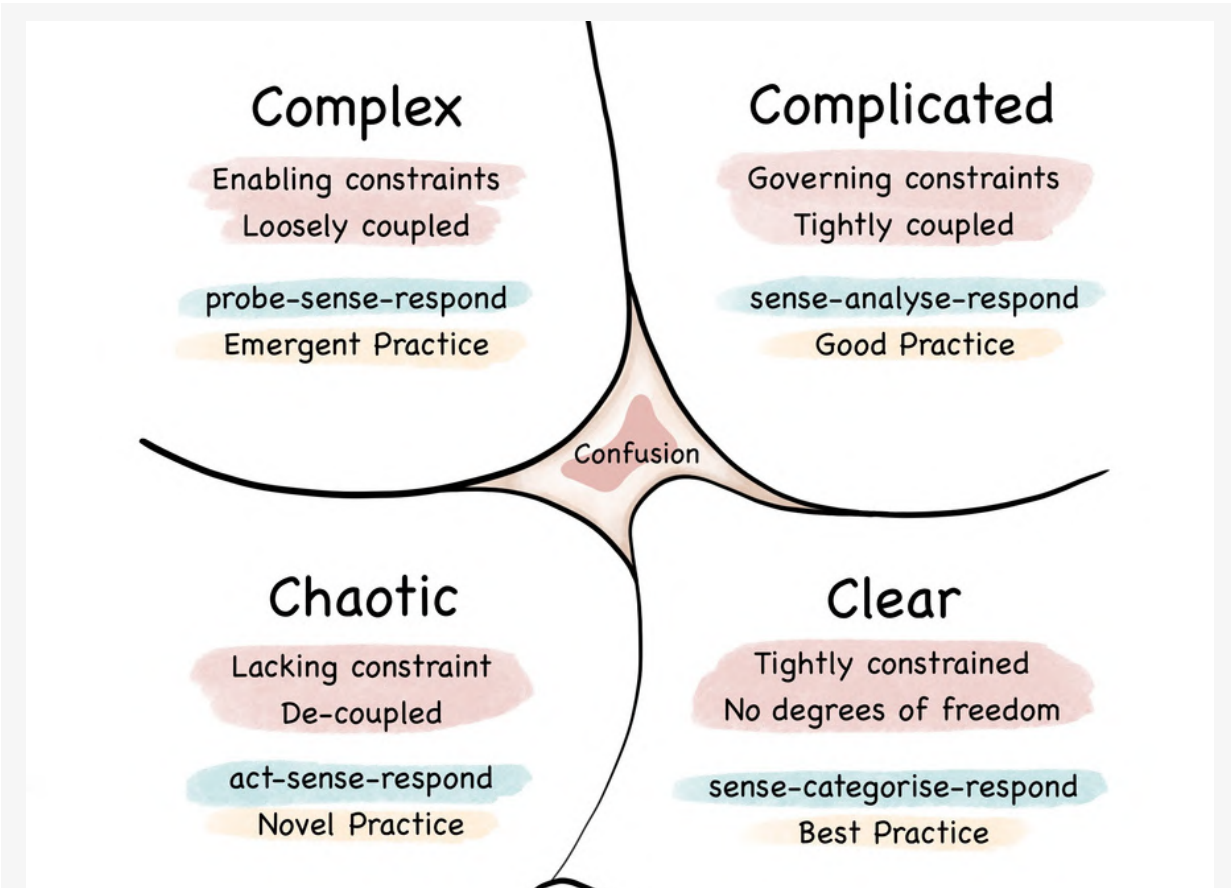 Complex
Enabling constraints
Loosely coupled
probe-sense-respond
Emergent Practice
Complicated
Governing constraints
Tightly coupled
sense-analyse-respond
Good Practice
Confusion
Chaotic
Lacking constraint
De-coupled
act-sense-respond
Novel Practice
Clear
Tightly constrained
No degrees of freedom
sense-categorise-respond
Best Practice